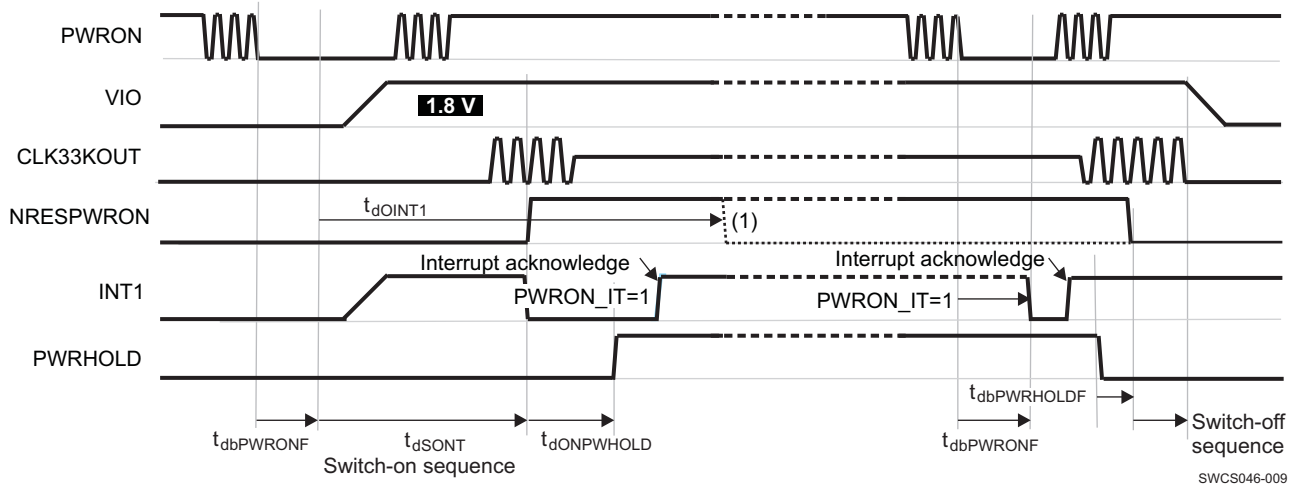 PWRON
VIO
1.8 V
CLK33KOUT
NRESPWRON
tdOINT1
(1)
INT1
Interrupt acknowledge
PWRON_IT=1
Interrupt acknowledge
PWRON_IT=1
PWRHOLD
tdbPWRHOLDF
tdbPWRONF
tdSONT
Switch-on sequence
tdONPWHOLD
tdbPWRONF
Switch-off
sequence
SWCS046-009